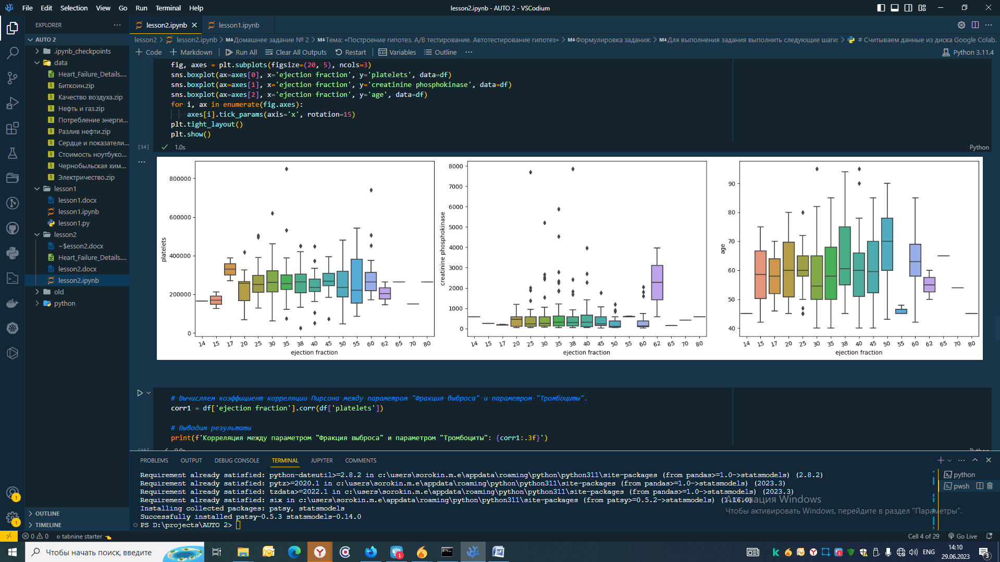 File Edit Selection View Go Run Terminal Help
lesson2.ipynb - AUTO 2 - VSCodium
EXPLORER
AUTO 2
.ipynb_checkpoints
data
Heart_Failure_Details....
Биткоин.zip
Качество воздуха.zip
Нефть и газ.zip
Потребление энерги...
Разлив нефти.zip
Сердце и показатели...
Стоимость ноутбуко...
Чернобыльская хим...
Электричество.zip
lesson1
lesson1.docx
lesson1.ipynb
lesson1.py
lesson2
~$esson2.docx
Heart_Failure_Details....
lesson2.docx
lesson2.ipynb
old
python
OUTLINE
TIMELINE
lesson2.ipynb lesson1.ipynb
lesson2 > lesson2.ipynb > M↓Домашнее задание № 2 > M↓Тема: «Построение гипотез. А/В тестирование. Автотестирование гипотез» > M↓Формулировка задания: > M↓Для выполнения задания выполнить следующие шаги: > # Считываем данные из диска Google Colab.
+ Code + Markdown Run All Clear All Outputs Restart Variables Outline ... Python 3.11.4
fig, axes = plt.subplots(figsize=(20, 5), ncols=3)
sns.boxplot(ax=axes[0], x='ejection fraction', y='platelets', data=df)
sns.boxplot(ax=axes[1], x='ejection fraction', y='creatinine phosphokinase', data=df)
sns.boxplot(ax=axes[2], x='ejection fraction', y='age', data=df)
for i, ax in enumerate(fig.axes):
axes[i].tick_params(axis='x', rotation=15)
plt.tight_layout()
plt.show()
[14] 1.0s Python
platelets
800000
600000
400000
200000
0
14 15 17 20 25 30 35 38 40 45 50 55 60 62 65 70 80
ejection fraction
creatinine phosphokinase
8000
7000
6000
5000
4000
3000
2000
1000
0
14 15 17 20 25 30 35 38 40 45 50 55 60 62 65 70 80
ejection fraction
age
90
80
70
60
50
40
14 15 17 20 25 30 35 38 40 45 50 55 60 62 65 70 80
ejection fraction
# Вычисляем коэффициент корреляции Пирсона между параметром "Фракция выброса" и параметром "Тромбоциты".
corr1 = df['ejection fraction'].corr(df['platelets'])
# Выводим результаты
print(f'Корреляция между параметром "Фракция выброса" и параметром "Тромбоциты": {corr1:.3f}')
PROBLEMS OUTPUT DEBUG CONSOLE TERMINAL JUPYTER COMMENTS
Requirement already satisfied: python-dateutil>=2.8.2 in c:\users\sorokin.m.e\appdata\roaming\python\python311\site-packages (from pandas>=1.0->statsmodels) (2.8.2)
Requirement already satisfied: pytz>=2020.1 in c:\users\sorokin.m.e\appdata\roaming\python\python311\site-packages (from pandas>=1.0->statsmodels) (2023.3)
Requirement already satisfied: tzdata>=2022.1 in c:\users\sorokin.m.e\appdata\roaming\python\python311\site-packages (from pandas>=1.0->statsmodels) (2023.3)
Requirement already satisfied: six in c:\users\sorokin.m.e\appdata\roaming\python\python311\site-packages (from patsy>=0.5.2->statsmodels) (1.16.0)
Installing collected packages: patsy, statsmodels
Successfully installed patsy-0.5.3 statsmodels-0.14.0
PS D:\projects\AUTO 2>
python
pwsh
Активация Windows
Чтобы активировать Windows, перейдите в раздел "Параметры".
0 0 tabnine starter
Cell 4 of 29 Go Live
Чтобы начать поиск, введите
ENG
14:10
29.06.2023
3